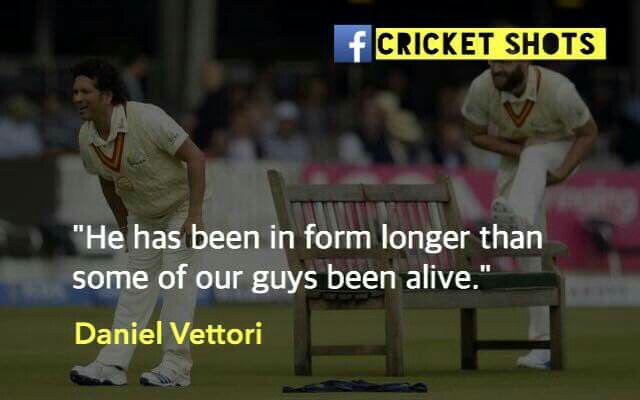 f CRICKET SHOTS
"He has been in form longer than
some of our guys been alive."
Daniel Vettori